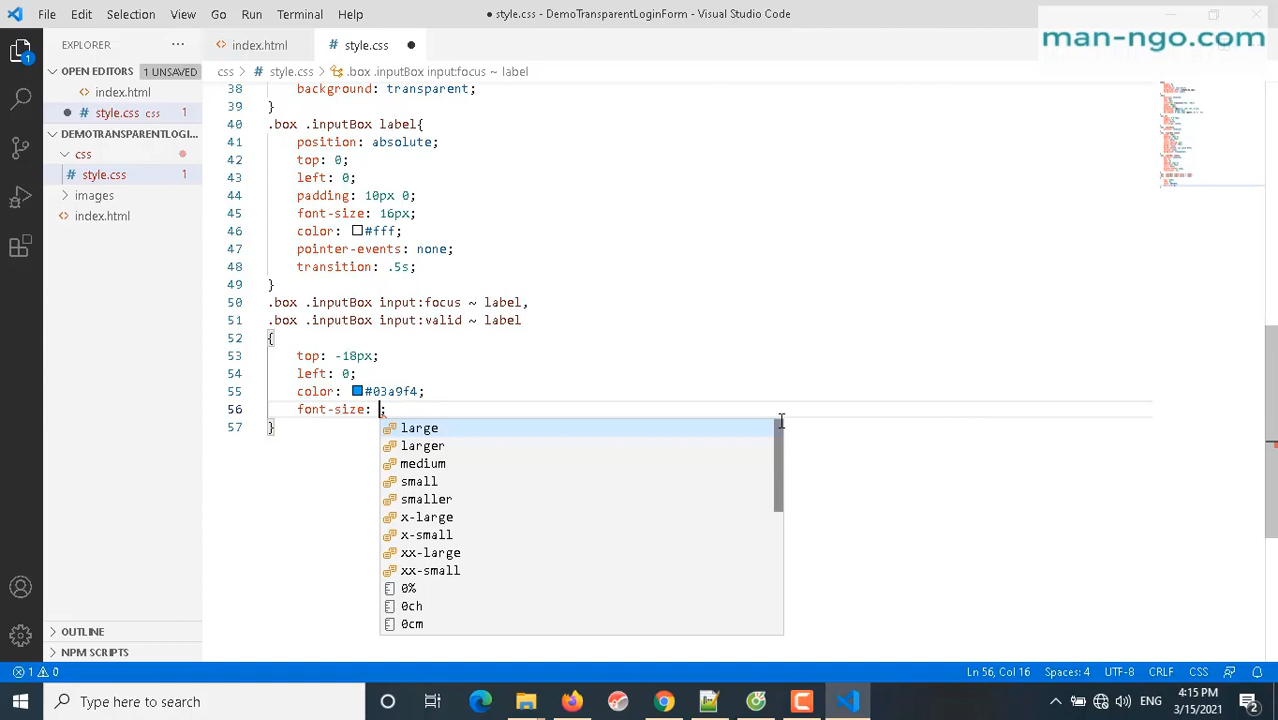 File Edit Selection View Go Run Terminal Help
● style.css - DemoTransparentLoginForm - Visual Studio Code
man-ngo.com
EXPLORER ···
index.html
# style.css ●
css > # style.css > .box .inputBox input:focus ~ label
OPEN EDITORS 1 UNSAVED
index.html
● # style.css css 1
DEMOTRANSPARENTLOGI...
css
# style.css 1
images
index.html
OUTLINE
NPM SCRIPTS
38 background: transparent;
39 }
40 .box .inputBox label{
41 position: absolute;
42 top: 0;
43 left: 0;
44 padding: 10px 0;
45 font-size: 16px;
46 color: #fff;
47 pointer-events: none;
48 transition: .5s;
49 }
50 .box .inputBox input:focus ~ label,
51 .box .inputBox input:valid ~ label
52 {
53 top: -18px;
54 left: 0;
55 color: #03a9f4;
56 font-size: ;
57 }
large
larger
medium
small
smaller
x-large
x-small
xx-large
xx-small
0%
0ch
0cm
1 0
Ln 56, Col 16 Spaces: 4 UTF-8 CRLF CSS
Type here to search
ENG
4:15 PM
3/15/2021
2